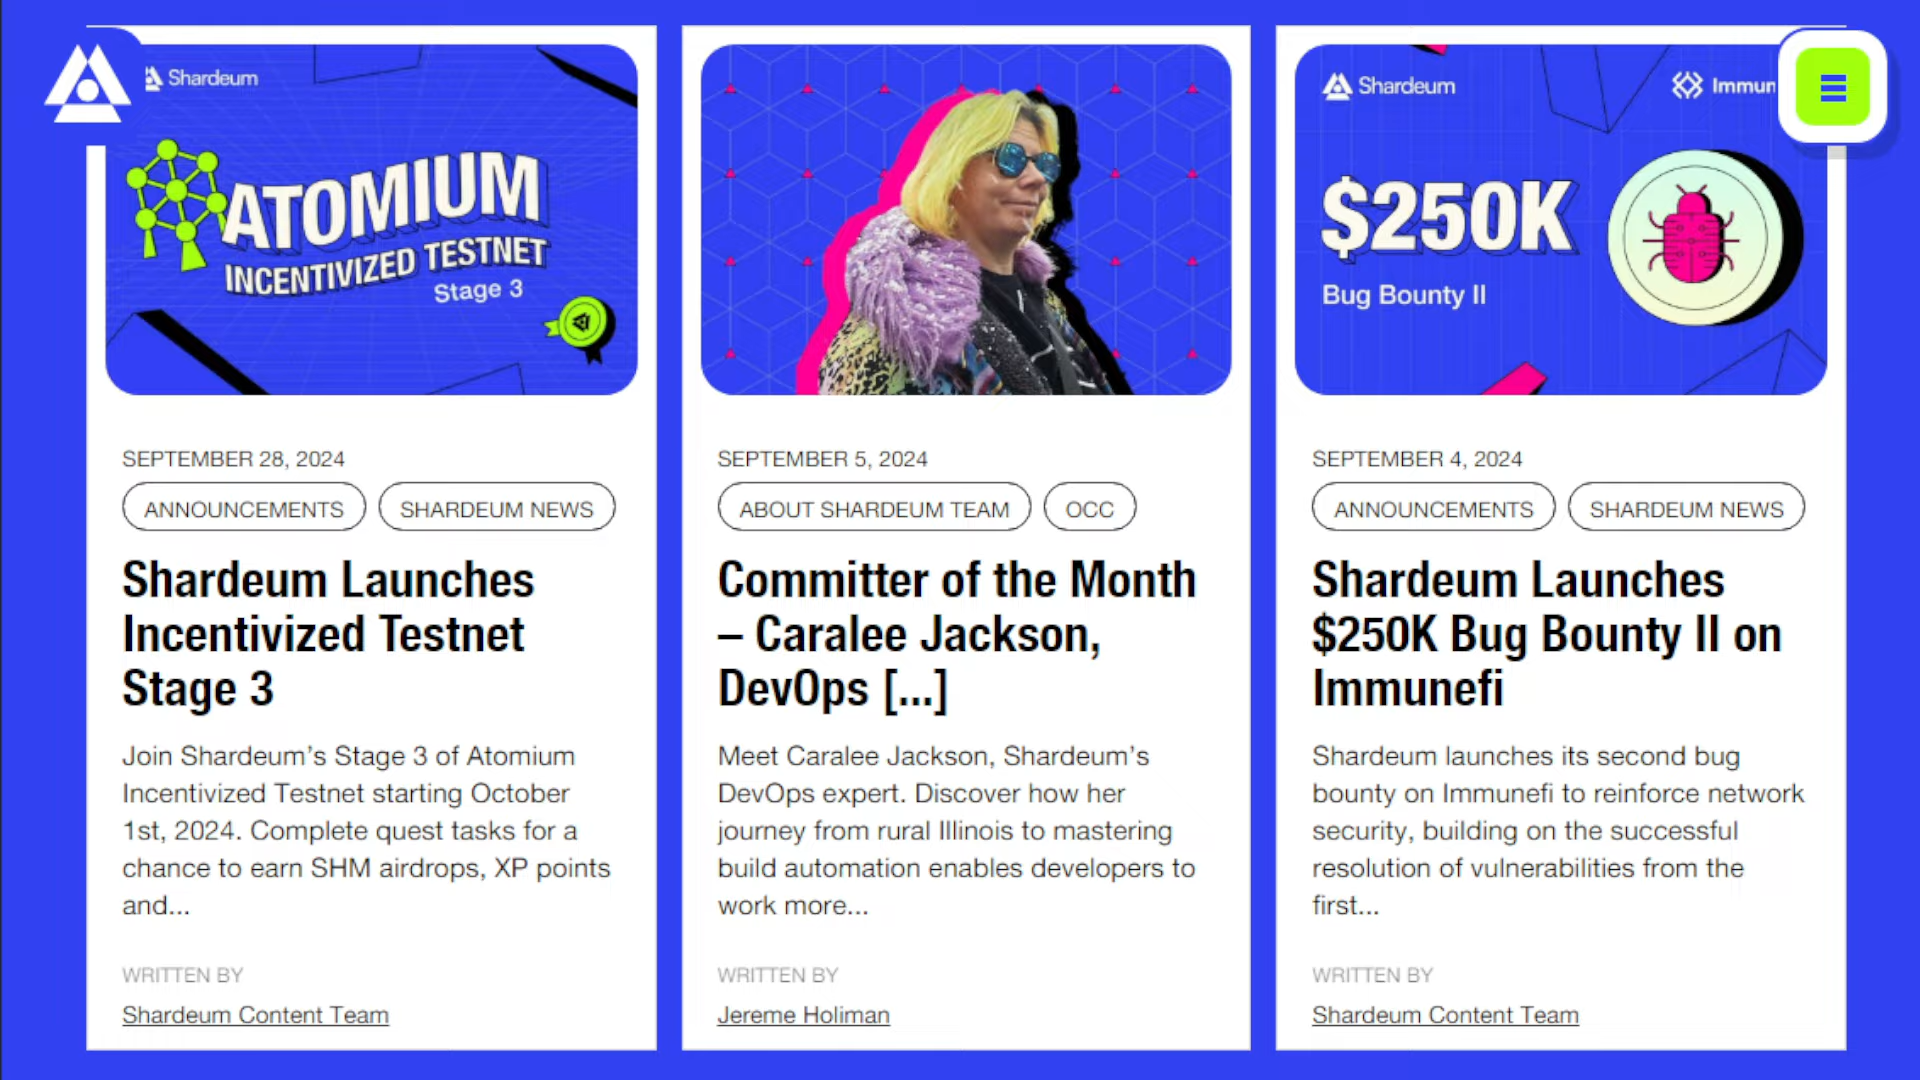 Shardeum
ATOMIUM
INCENTIVIZED TESTNET
Stage 3
SEPTEMBER 28, 2024
ANNOUNCEMENTS
SHARDEUM NEWS
Shardeum Launches
Incentivized Testnet
Stage 3
Join Shardeum’s Stage 3 of Atomium
Incentivized Testnet starting October
1st, 2024. Complete quest tasks for a
chance to earn SHM airdrops, XP points
and...
WRITTEN BY
Shardeum Content Team
SEPTEMBER 5, 2024
ABOUT SHARDEUM TEAM
OCC
Committer of the Month
– Caralee Jackson,
DevOps [...]
Meet Caralee Jackson, Shardeum’s
DevOps expert. Discover how her
journey from rural Illinois to mastering
build automation enables developers to
work more...
WRITTEN BY
Jereme Holiman
Shardeum
Immun
$250K
Bug Bounty II
SEPTEMBER 4, 2024
ANNOUNCEMENTS
SHARDEUM NEWS
Shardeum Launches
$250K Bug Bounty II on
Immunefi
Shardeum launches its second bug
bounty on Immunefi to reinforce network
security, building on the successful
resolution of vulnerabilities from the
first...
WRITTEN BY
Shardeum Content Team